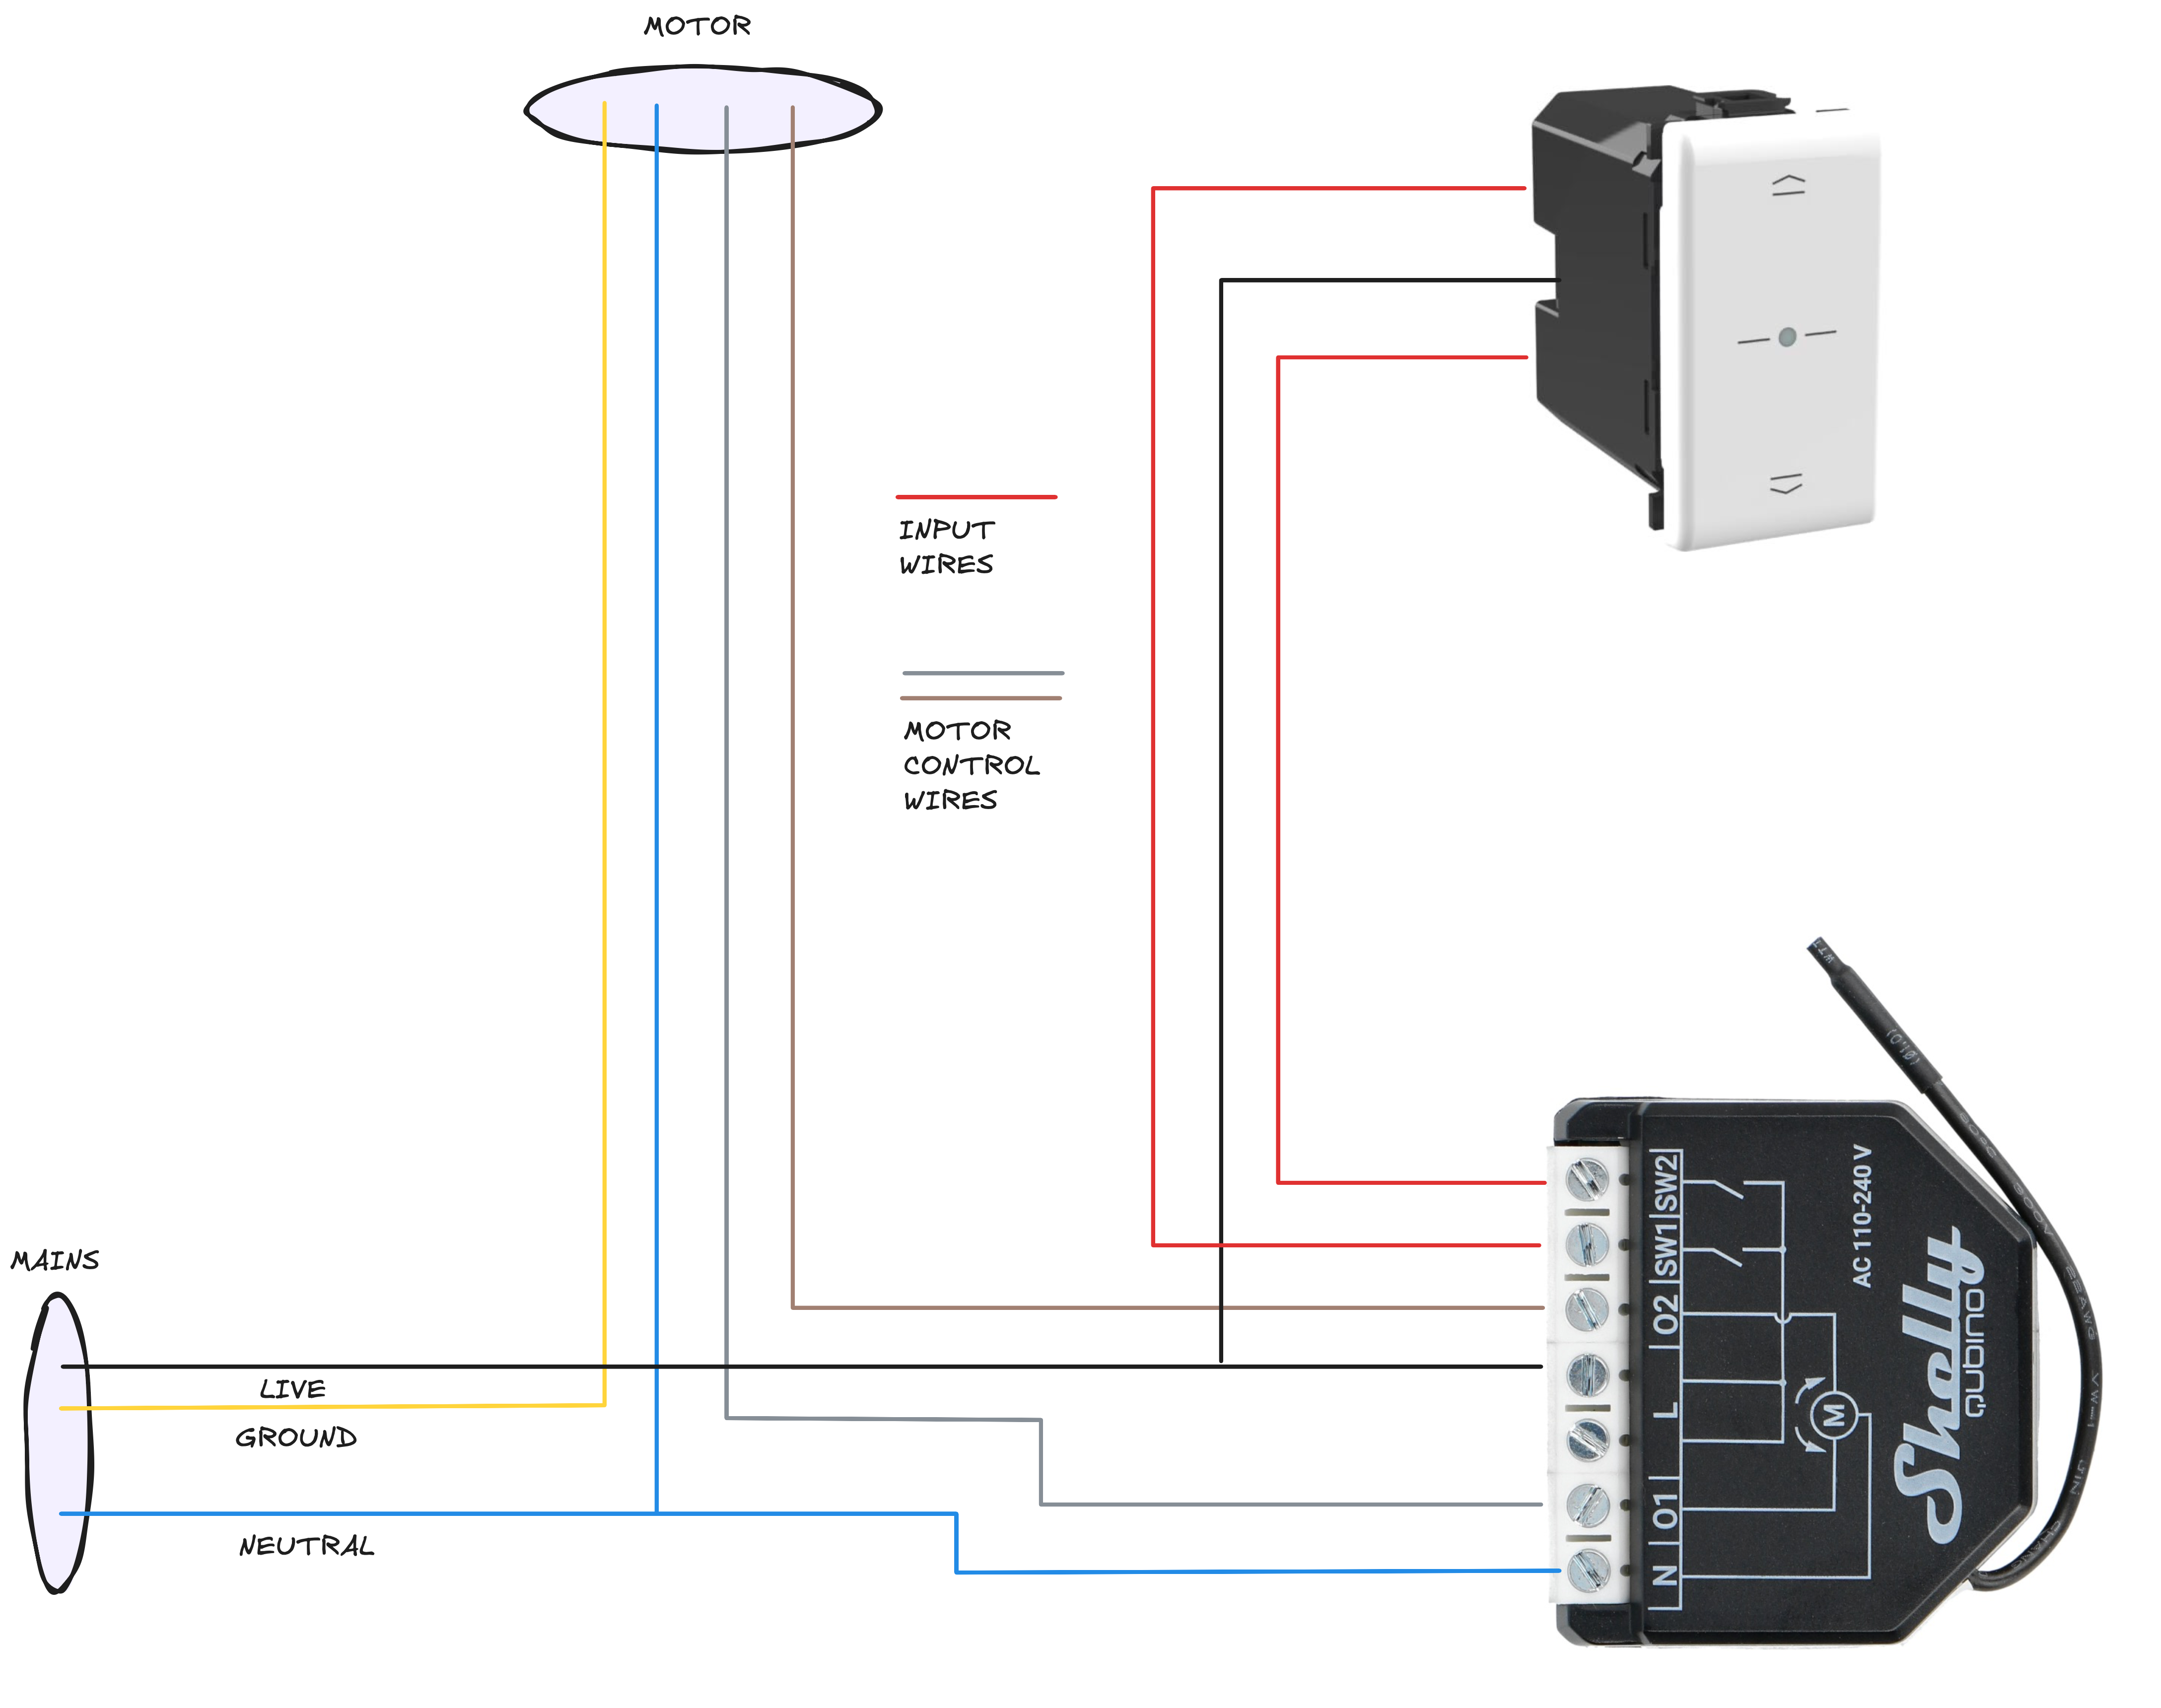 MOTOR
INPUT
WIRES
MOTOR
CONTROL
WIRES
MAINS
LIVE
GROUND
NEUTRAL
SW2
SW1
O2
L
O1
N
M
AC 110-240 V
Shelly
QUBINO